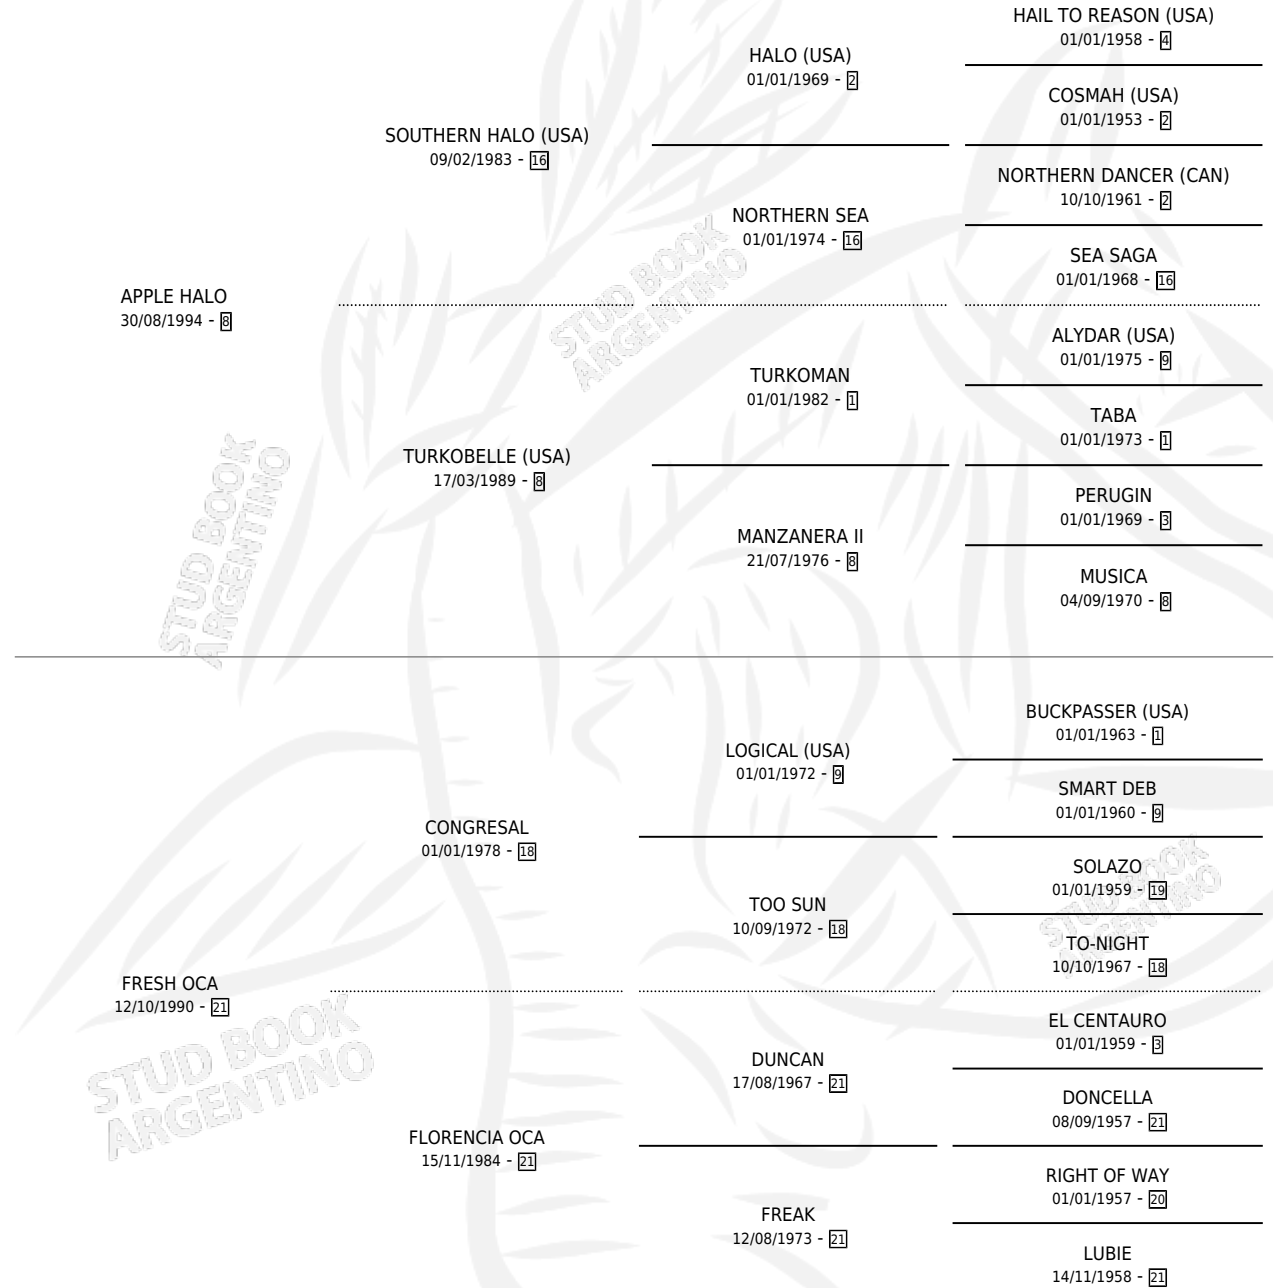 HAIL TO REASON (USA)
01/01/1958 - 4
HALO (USA)
01/01/1969 - 2
COSMAH (USA)
01/01/1953 - 2
SOUTHERN HALO (USA)
09/02/1983 - 16
NORTHERN DANCER (CAN)
10/10/1961 - 2
NORTHERN SEA
01/01/1974 - 16
SEA SAGA
01/01/1968 - 16
APPLE HALO
30/08/1994 - 8
STUD BOOK
ARGENTINO
ALYDAR (USA)
01/01/1975 - 9
TURKOMAN
01/01/1982 - 1
TABA
01/01/1973 - 1
TURKOBELLE (USA)
17/03/1989 - 8
PERUGIN
01/01/1969 - 3
MANZANERA II
21/07/1976 - 8
MUSICA
04/09/1970 - 8
STUD BOOK
ARGENTINO
BUCKPASSER (USA)
01/01/1963 - 1
LOGICAL (USA)
01/01/1972 - 9
SMART DEB
01/01/1960 - 9
CONGRESAL
01/01/1978 - 18
SOLAZO
01/01/1959 - 19
TOO SUN
10/09/1972 - 18
TO-NIGHT
10/10/1967 - 18
STUD BOOK
ARGENTINO
FRESH OCA
12/10/1990 - 21
EL CENTAURO
01/01/1959 - 3
DUNCAN
17/08/1967 - 21
DONCELLA
08/09/1957 - 21
STUD BOOK
ARGENTINO
FLORENCIA OCA
15/11/1984 - 21
RIGHT OF WAY
01/01/1957 - 20
FREAK
12/08/1973 - 21
LUBIE
14/11/1958 - 21